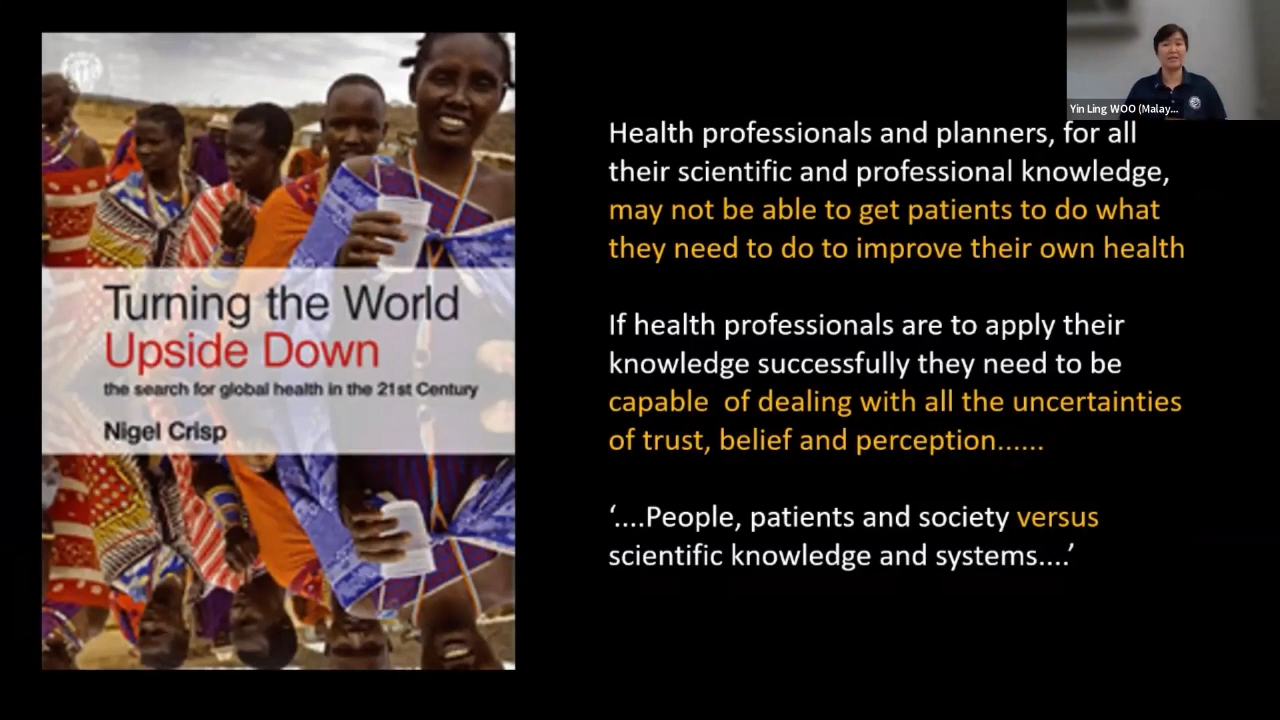 Yin Ling WOO (Malay...
Health professionals and planners, for all
their scientific and professional knowledge,
may not be able to get patients to do what
they need to do to improve their own health
If health professionals are to apply their
knowledge successfully they need to be
capable  of dealing with all the uncertainties
of trust, belief and perception......
‘....People, patients and society versus
scientific knowledge and systems....’
Turning the World
Upside Down
the search for global health in the 21st Century
Nigel Crisp